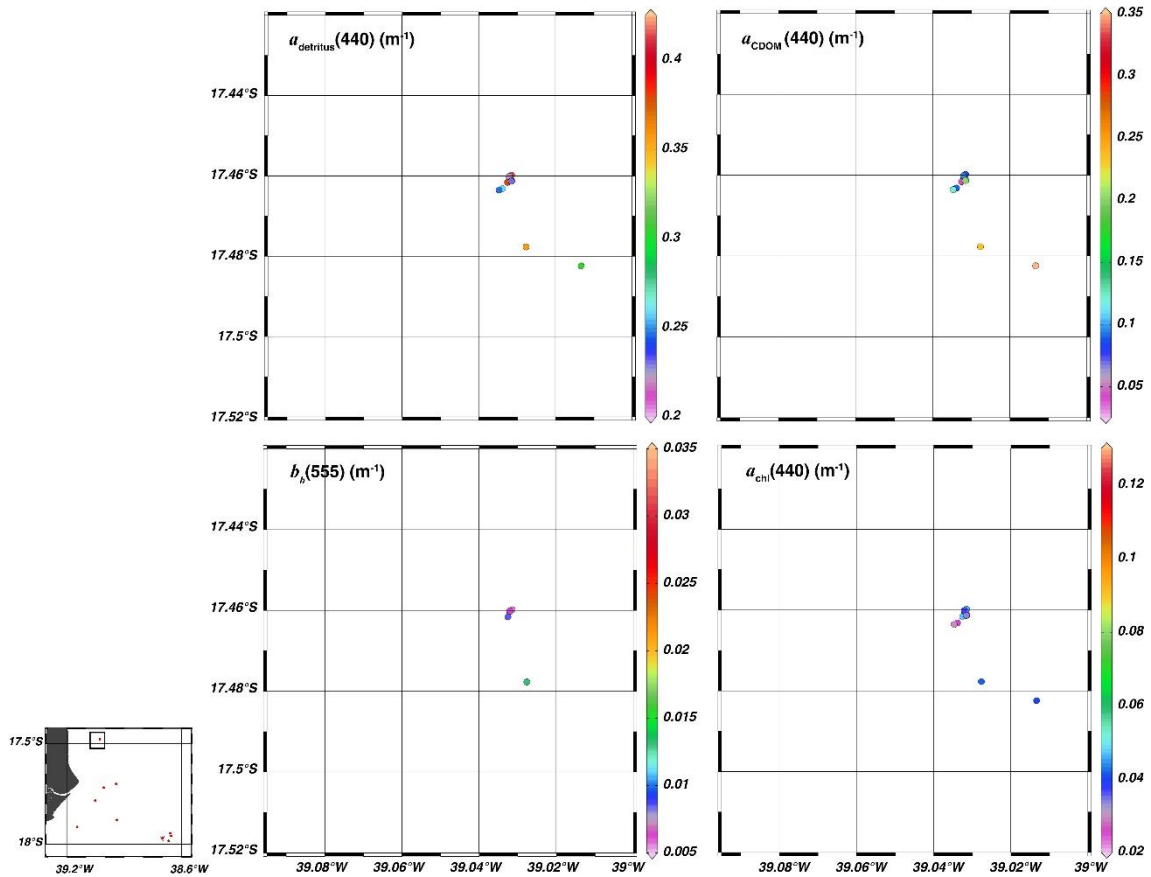 a_detritus(440) (m⁻¹)
17.44°S
17.46°S
17.48°S
17.5°S
17.52°S
0.4
0.35
0.3
0.25
0.2
a_CDOM(440) (m⁻¹)
0.35
0.3
0.25
0.2
0.15
0.1
0.05
b_b(555) (m⁻¹)
17.44°S
17.46°S
17.48°S
17.5°S
17.52°S
39.08°W 39.06°W 39.04°W 39.02°W 39°W
0.035
0.03
0.025
0.02
0.015
0.01
0.005
a_chl(440) (m⁻¹)
39.08°W 39.06°W 39.04°W 39.02°W 39°W
0.12
0.1
0.08
0.06
0.04
0.02
17.5°S
18°S
39.2°W 38.6°W